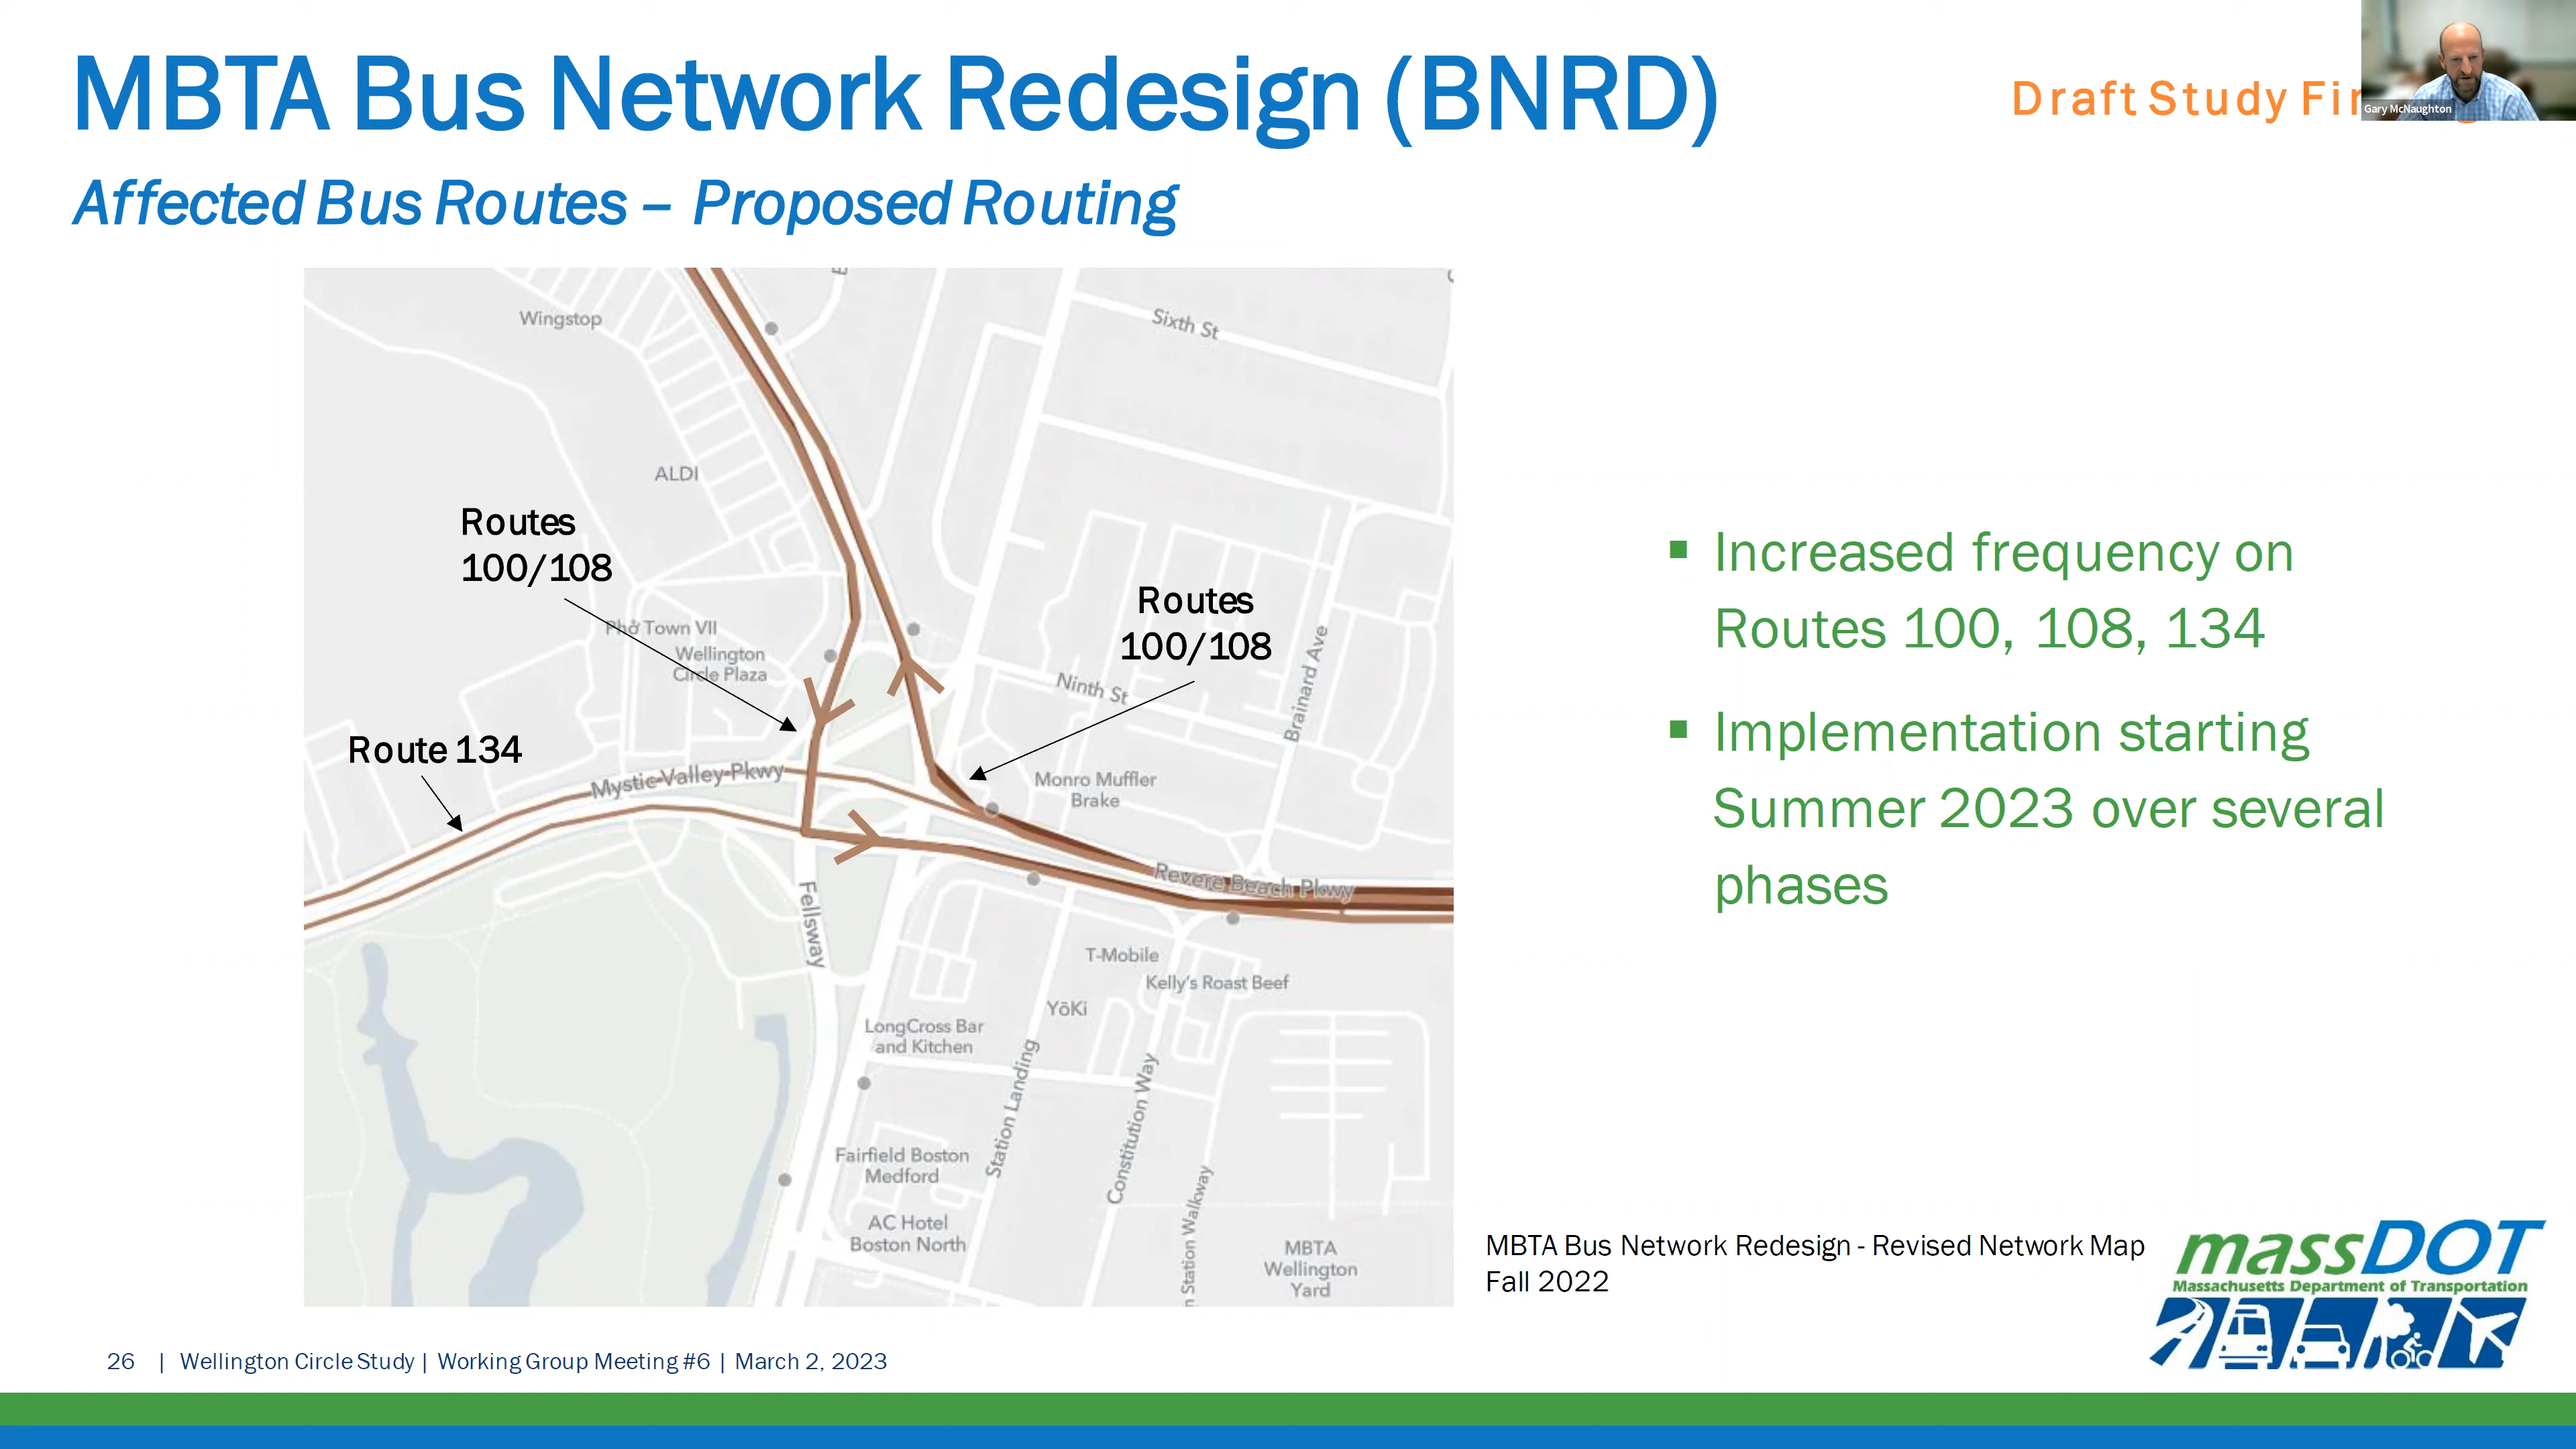 MBTA Bus Network Redesign (BNRD)
Draft Study Fin
Gary McNaughton
Affected Bus Routes – Proposed Routing
Wingstop
Sixth St
ALDI
Routes
100/108
Routes
100/108
Phở Town VII
Wellington
Circle Plaza
Ninth St
Brainard Ave
Route 134
Mystic Valley Pkwy
Monro Muffler
Brake
Revere Beach Pkwy
Fellsway
T-Mobile
Kelly's Roast Beef
YōKi
LongCross Bar
and Kitchen
Station Landing
Constitution Way
Fairfield Boston
Medford
AC Hotel
Boston North
Station Walkway
MBTA
Wellington
Yard
▪ Increased frequency on
Routes 100, 108, 134
▪ Implementation starting
Summer 2023 over several
phases
MBTA Bus Network Redesign - Revised Network Map
Fall 2022
massDOT
Massachusetts Department of Transportation
26 | Wellington Circle Study | Working Group Meeting #6 | March 2, 2023